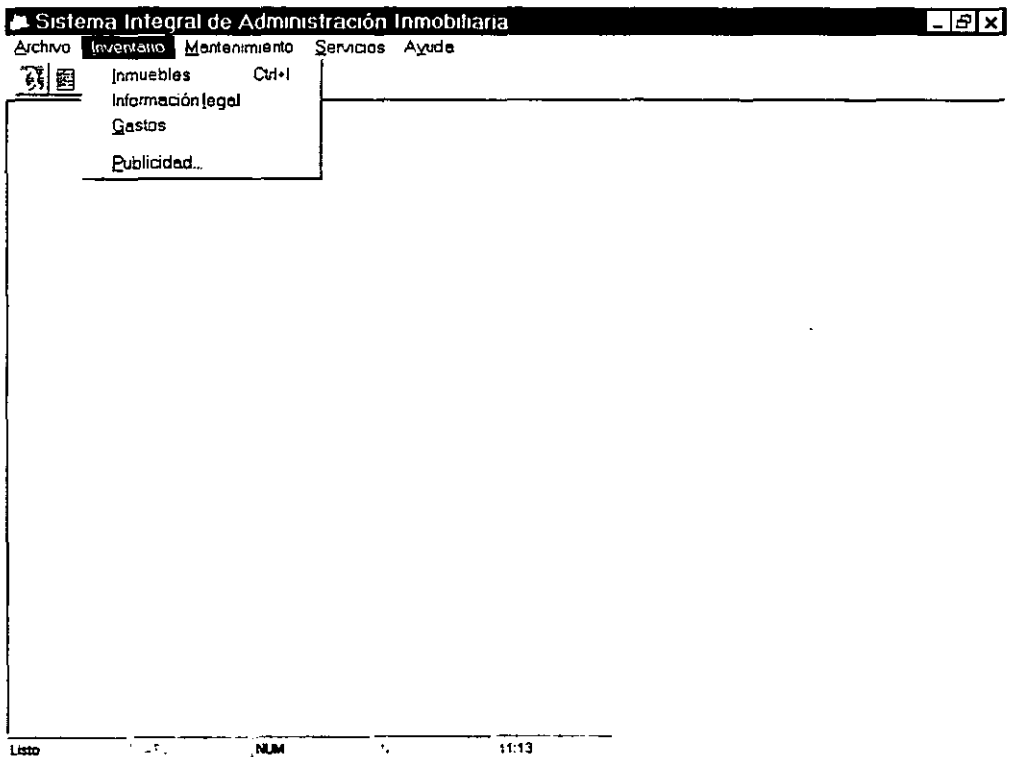 Sistema Integral de Administración Inmobiliaria
Archivo Inventario Mantenimiento Servicios Ayuda
Inmuebles Ctrl+I
Información legal
Gastos
Publicidad...
Listo NUM 11:13